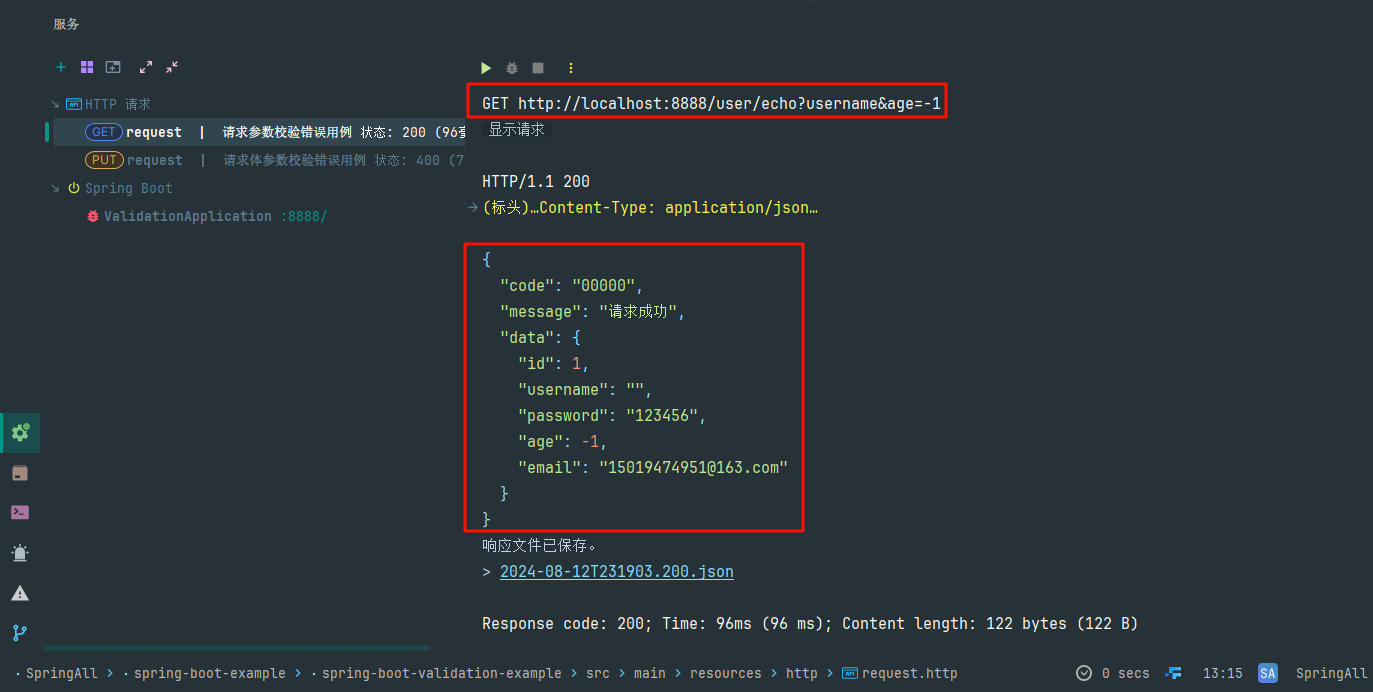 服务
HTTP 请求
GET request | 请求参数校验错误用例 状态: 200 (96
PUT request | 请求体参数校验错误用例 状态: 400 (7
Spring Boot
ValidationApplication :8888/
GET http://localhost:8888/user/echo?username&age=-1
显示请求
HTTP/1.1 200
(标头)…Content-Type: application/json…
{
"code": "00000",
"message": "请求成功",
"data": {
"id": 1,
"username": "",
"password": "123456",
"age": -1,
"email": "15019474951@163.com"
}
}
响应文件已保存。
> 2024-08-12T231903.200.json
Response code: 200; Time: 96ms (96 ms); Content length: 122 bytes (122 B)
SpringAll > spring-boot-example > spring-boot-validation-example > src > main > resources > http > API request.http
0 secs 13:15 SA SpringAll